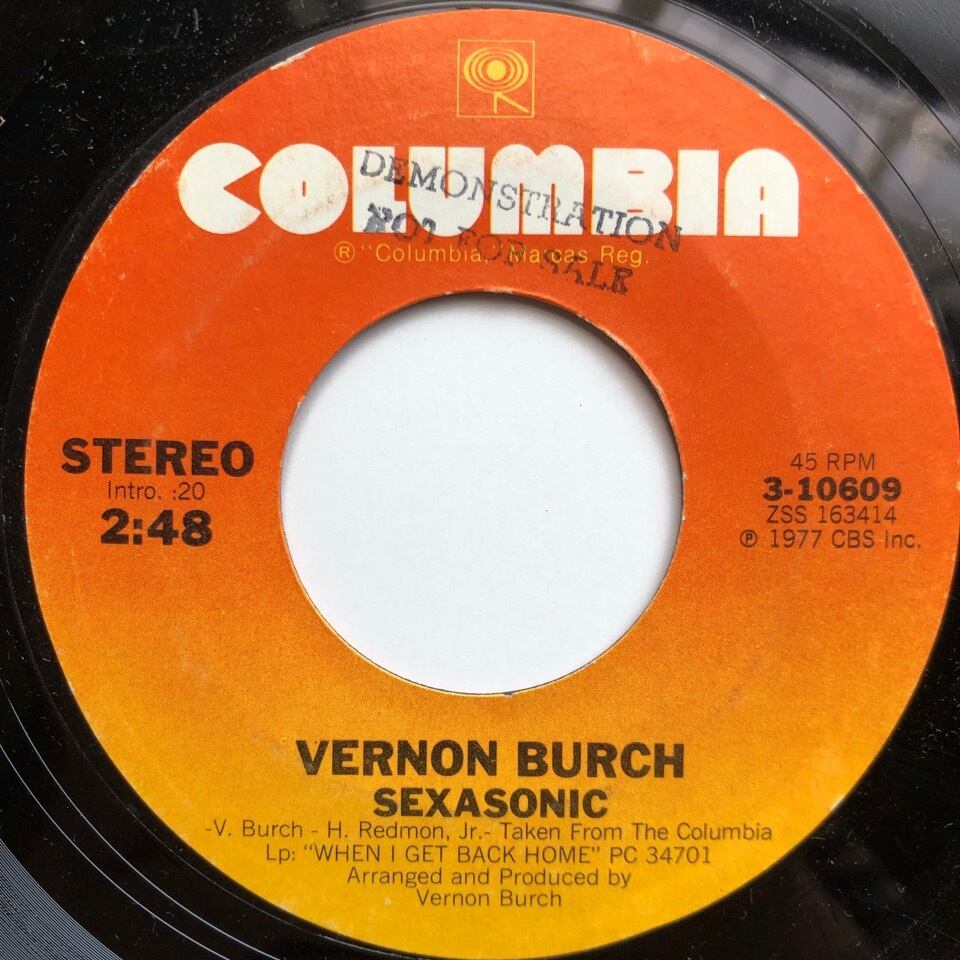 COLUMBIA
DEMONSTRATION
NOT FOR SALE
® "Columbia," Marcas Reg.
STEREO
Intro. :20
2:48
45 RPM
3-10609
ZSS 163414
℗ 1977 CBS Inc.
VERNON BURCH
SEXASONIC
-V. Burch - H. Redmon, Jr.- Taken From The Columbia
Lp: "WHEN I GET BACK HOME" PC 34701
Arranged and Produced by
Vernon Burch